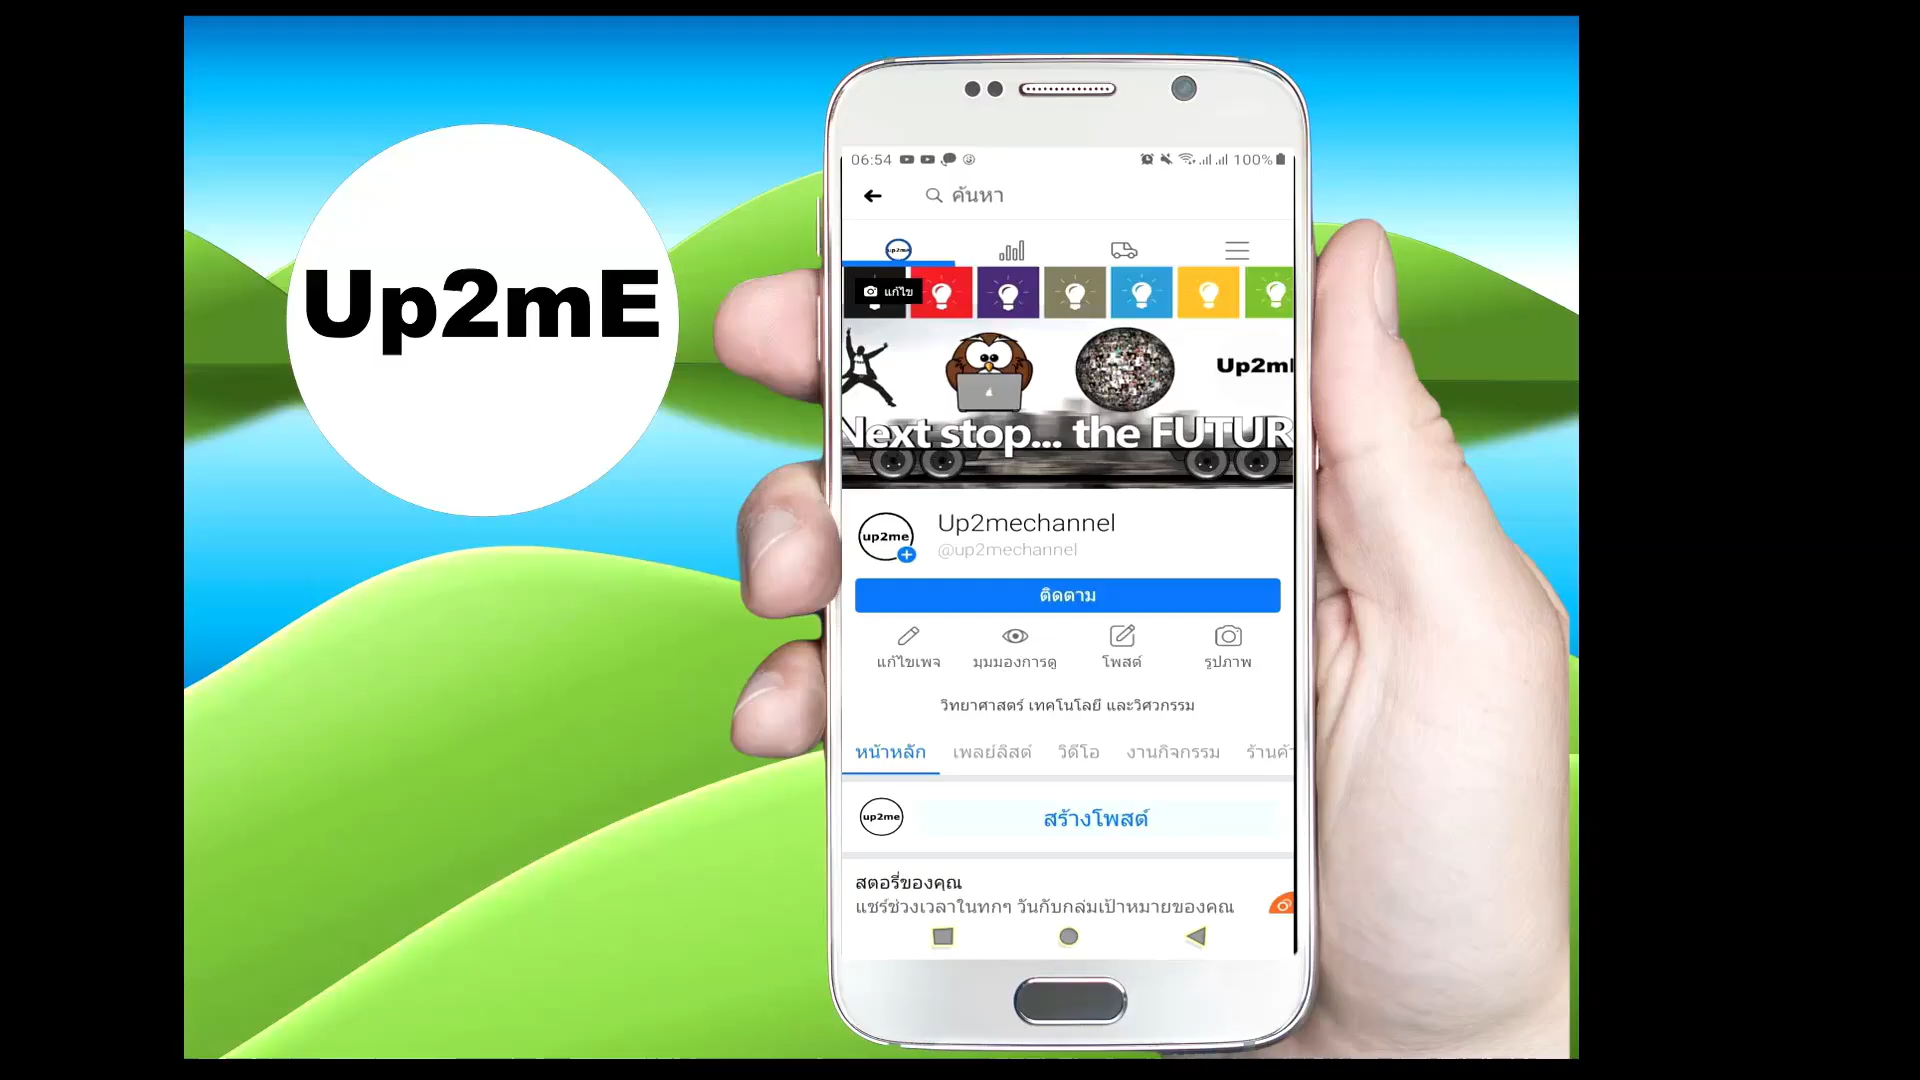 Up2mE
06:54
100%
ค้นหา
up2me
แก้ไข
Up2mE
Next stop... the FUTUR
up2me
Up2mechannel
@up2mechannel
ติดตาม
แก้ไขเพจ มุมมองการดู โพสต์ รูปภาพ
วิทยาศาสตร์ เทคโนโลยี และวิศวกรรม
หน้าหลัก เพลย์ลิสต์ วิดีโอ งานกิจกรรม ร้านค้า
up2me
สร้างโพสต์
สตอรี่ของคุณ
แชร์ช่วงเวลาในทุกๆ วันกับกลุ่มเป้าหมายของคุณ